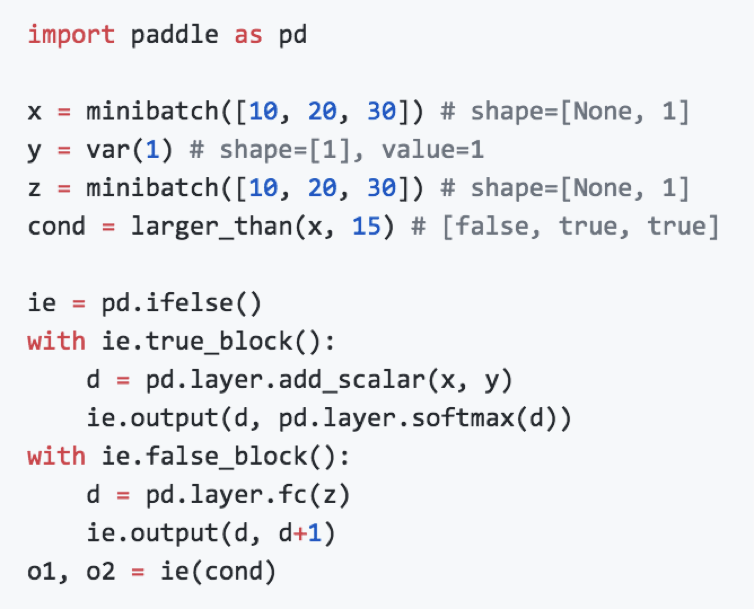 import paddle as pd

x = minibatch([10, 20, 30]) # shape=[None, 1]
y = var(1) # shape=[1], value=1
z = minibatch([10, 20, 30]) # shape=[None, 1]
cond = larger_than(x, 15) # [false, true, true]

ie = pd.ifelse()
with ie.true_block():
    d = pd.layer.add_scalar(x, y)
    ie.output(d, pd.layer.softmax(d))
with ie.false_block():
    d = pd.layer.fc(z)
    ie.output(d, d+1)
o1, o2 = ie(cond)